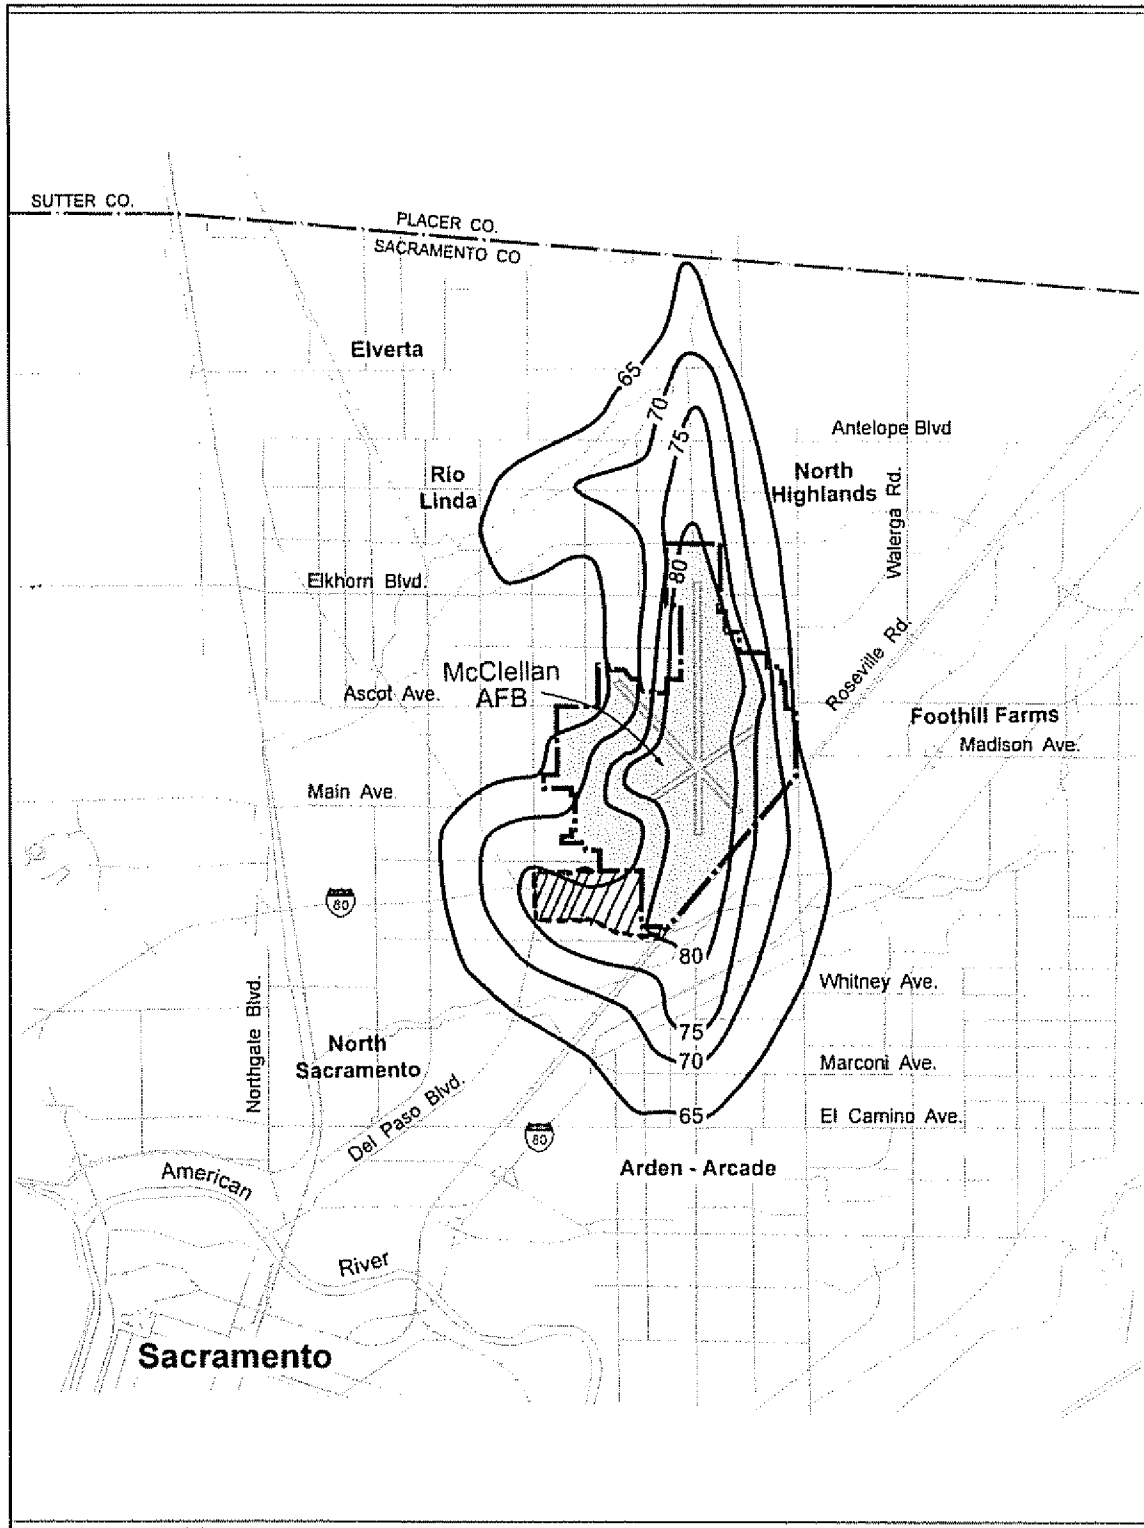 SUTTER CO.
PLACER CO.
SACRAMENTO CO
Elverta
65
70
75
Antelope Blvd
Rio
Linda
North
Highlands
Walerga Rd.
Elkhorn Blvd.
80
McClellan
AFB
Ascot Ave.
Roseville Rd.
Foothill Farms
Madison Ave.
Main Ave.
80
80
Whitney Ave.
Northgate Blvd.
75
North
Sacramento
70
Marconi Ave.
Del Paso Blvd.
65
El Camino Ave.
80
Arden - Arcade
American
River
Sacramento